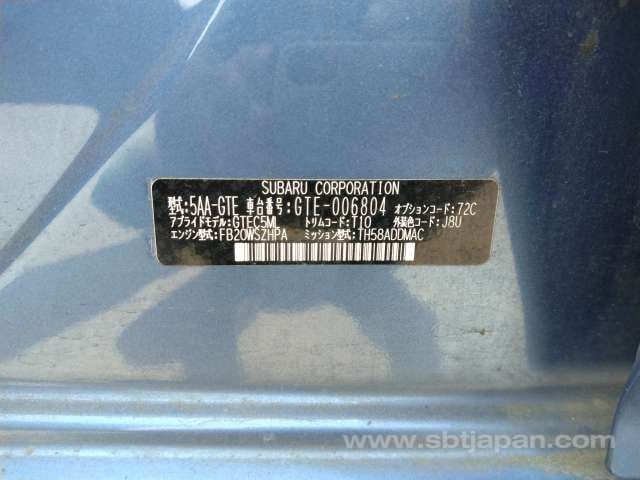 SUBARU CORPORATION
型式:5AA-GTE 車台番号:GTE-006804 オプションコード:72C
アプライドモデル:GTEC5ML トリムコード:T10 外装色コード:J8U
エンジン型式:FB20WSZHPA ミッション型式:TH58ADDMAC
www.sbtjapan.com